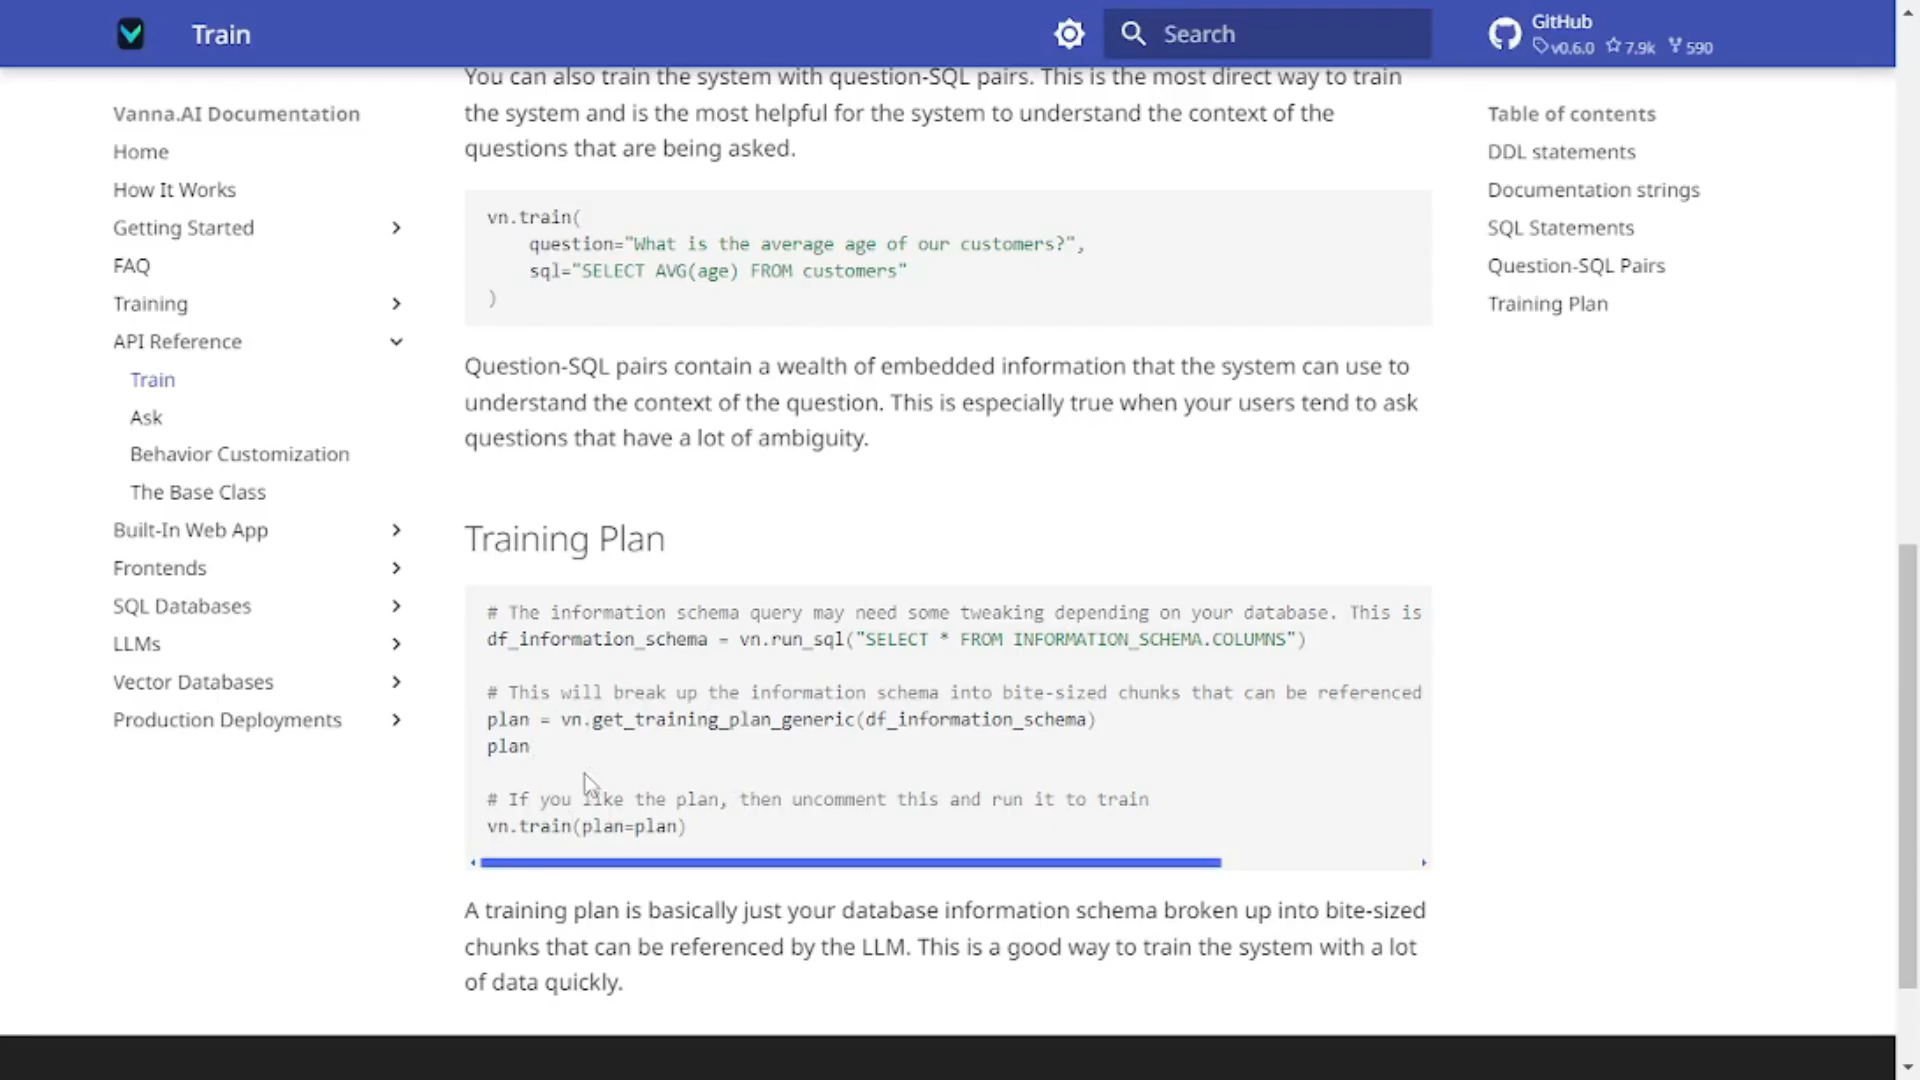 Train
Search
GitHub
v0.6.0 7.9k 590
Vanna.AI Documentation
Home
How It Works
Getting Started
FAQ
Training
API Reference
Train
Ask
Behavior Customization
The Base Class
Built-In Web App
Frontends
SQL Databases
LLMs
Vector Databases
Production Deployments
You can also train the system with question-SQL pairs. This is the most direct way to train
the system and is the most helpful for the system to understand the context of the
questions that are being asked.
vn.train(
    question="What is the average age of our customers?",
    sql="SELECT AVG(age) FROM customers"
)
Question-SQL pairs contain a wealth of embedded information that the system can use to
understand the context of the question. This is especially true when your users tend to ask
questions that have a lot of ambiguity.
Training Plan
# The information schema query may need some tweaking depending on your database. This is
df_information_schema = vn.run_sql("SELECT * FROM INFORMATION_SCHEMA.COLUMNS")
# This will break up the information schema into bite-sized chunks that can be referenced
plan = vn.get_training_plan_generic(df_information_schema)
plan
# If you like the plan, then uncomment this and run it to train
vn.train(plan=plan)
A training plan is basically just your database information schema broken up into bite-sized
chunks that can be referenced by the LLM. This is a good way to train the system with a lot
of data quickly.
Table of contents
DDL statements
Documentation strings
SQL Statements
Question-SQL Pairs
Training Plan